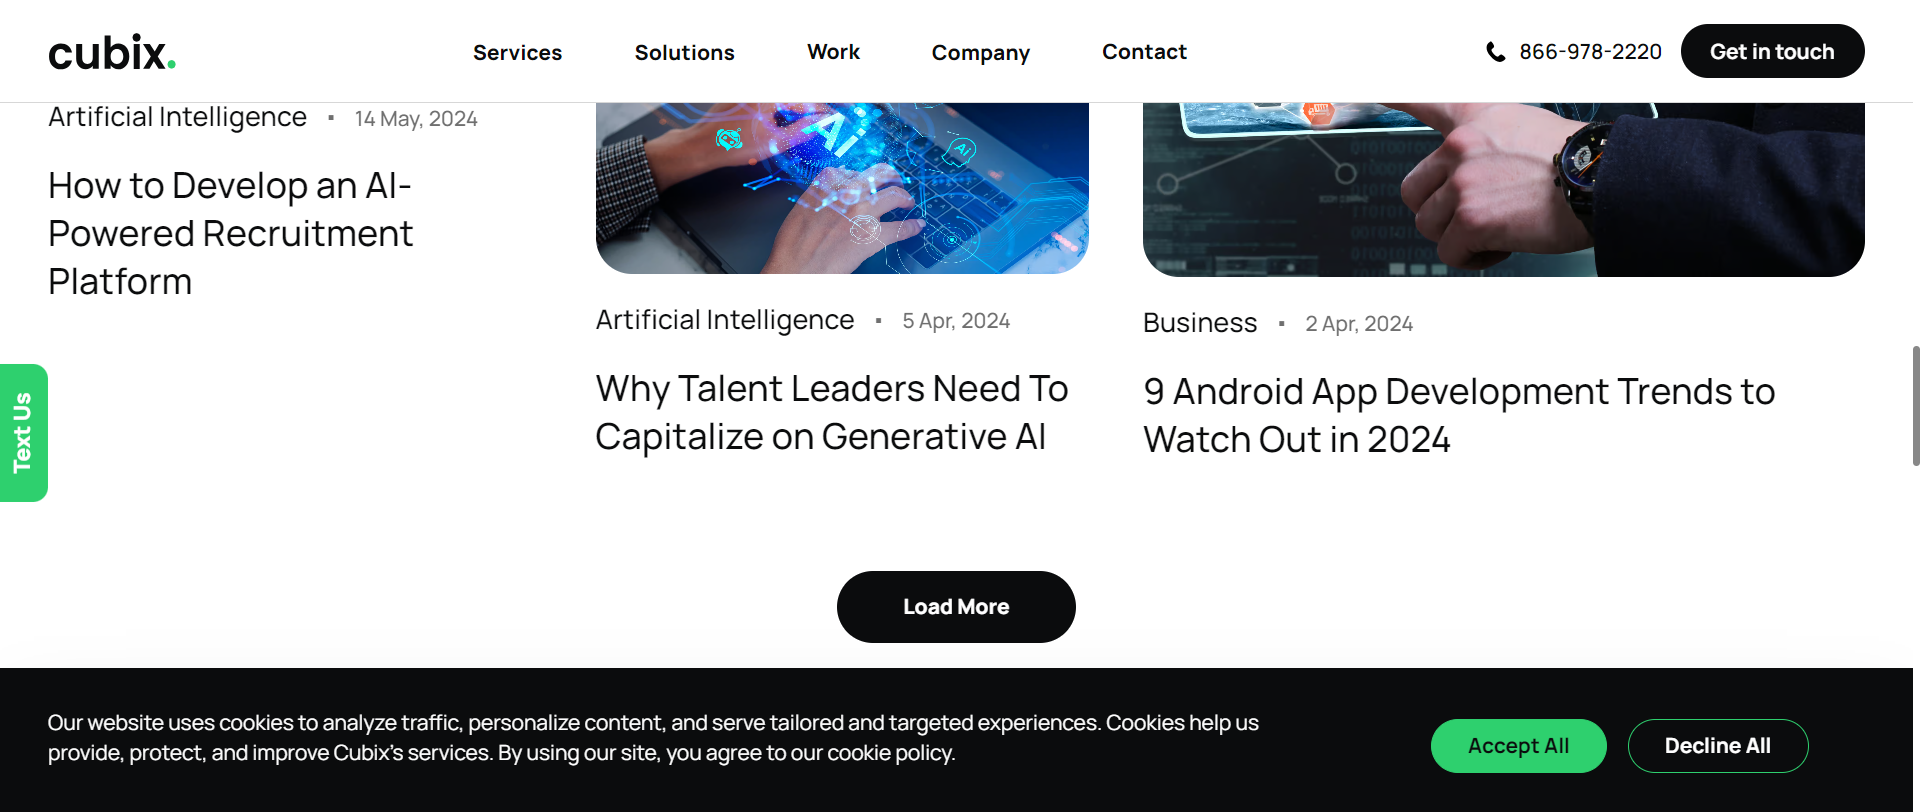 cubix.
Services
Solutions
Work
Company
Contact
866-978-2220
Get in touch
Artificial Intelligence
14 May, 2024
How to Develop an AI-
Powered Recruitment
Platform
Ai
AI
Artificial Intelligence
5 Apr, 2024
Why Talent Leaders Need To
Capitalize on Generative AI
Business
2 Apr, 2024
9 Android App Development Trends to
Watch Out in 2024
Text Us
Load More
Our website uses cookies to analyze traffic, personalize content, and serve tailored and targeted experiences. Cookies help us
provide, protect, and improve Cubix's services. By using our site, you agree to our cookie policy.
Accept All
Decline All